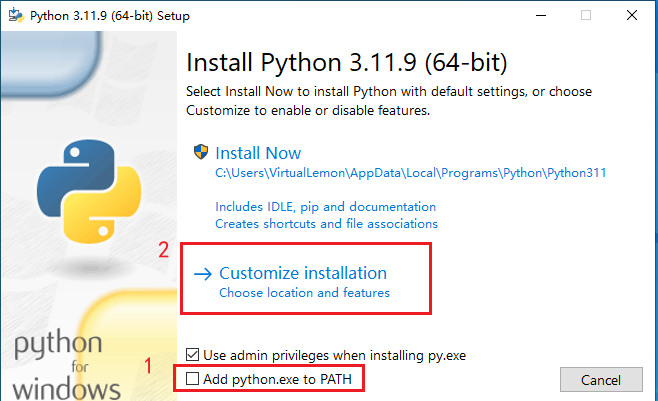 Python 3.11.9 (64-bit) Setup
Install Python 3.11.9 (64-bit)
Select Install Now to install Python with default settings, or choose
Customize to enable or disable features.
Install Now
C:\Users\VirtualLemon\AppData\Local\Programs\Python\Python311
Includes IDLE, pip and documentation
Creates shortcuts and file associations
2
Customize installation
Choose location and features
python
for
windows
1
Use admin privileges when installing py.exe
Add python.exe to PATH
Cancel